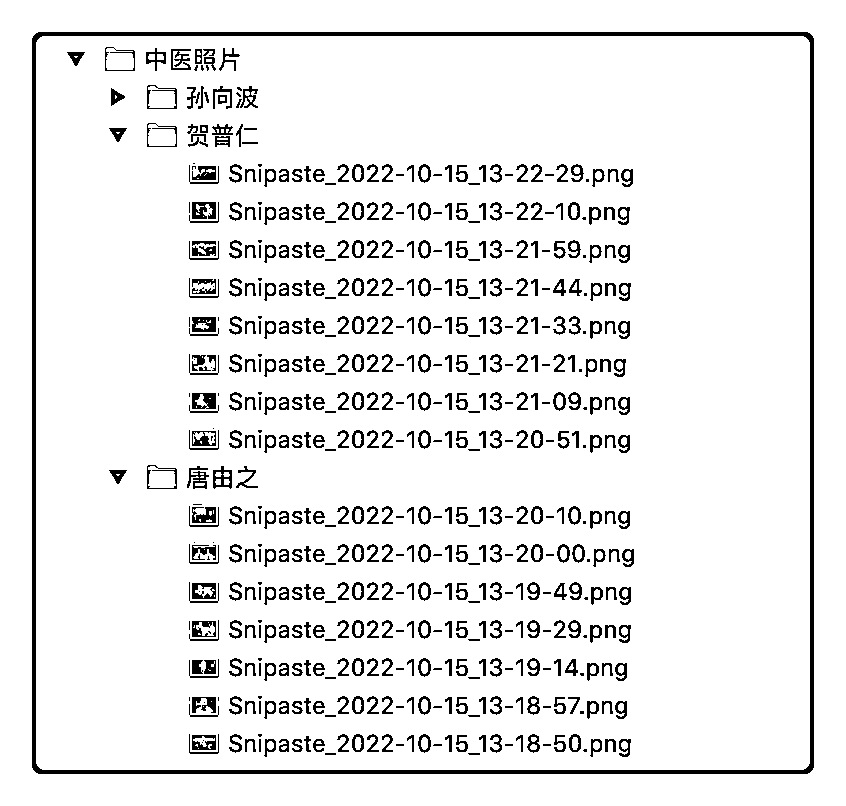 中医照片
孙向波
贺普仁
Snipaste_2022-10-15_13-22-29.png
Snipaste_2022-10-15_13-22-10.png
Snipaste_2022-10-15_13-21-59.png
Snipaste_2022-10-15_13-21-44.png
Snipaste_2022-10-15_13-21-33.png
Snipaste_2022-10-15_13-21-21.png
Snipaste_2022-10-15_13-21-09.png
Snipaste_2022-10-15_13-20-51.png
唐由之
Snipaste_2022-10-15_13-20-10.png
Snipaste_2022-10-15_13-20-00.png
Snipaste_2022-10-15_13-19-49.png
Snipaste_2022-10-15_13-19-29.png
Snipaste_2022-10-15_13-19-14.png
Snipaste_2022-10-15_13-18-57.png
Snipaste_2022-10-15_13-18-50.png